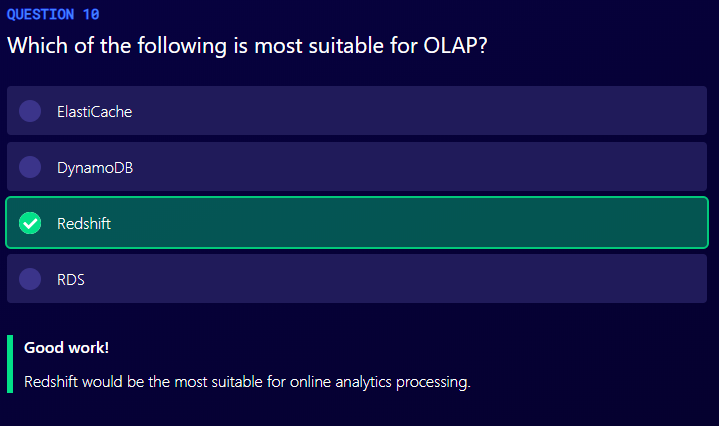 QUESTION 10
Which of the following is most suitable for OLAP?
ElastiCache
DynamoDB
Redshift
RDS
Good work!
Redshift would be the most suitable for online analytics processing.